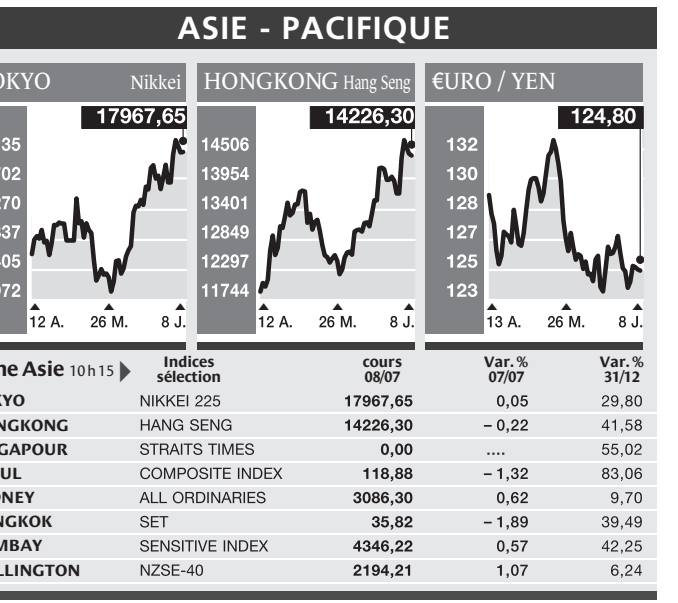 ASIE - PACIFIQUE
OKYO Nikkei
17967,65
35
702
270
837
405
072
12 A. 26 M. 8 J.
HONGKONG Hang Seng
14226,30
14506
13954
13401
12849
12297
11744
12 A. 26 M. 8 J.
€URO / YEN
124,80
132
130
128
127
125
123
13 A. 26 M. 8 J.
ne Asie 10h15 Indices sélection cours 08/07 Var. % 07/07 Var. % 31/12
KYO NIKKEI 225 17967,65 0,05 29,80
NGKONG HANG SENG 14226,30 – 0,22 41,58
GAPOUR STRAITS TIMES 0,00 .... 55,02
UL COMPOSITE INDEX 118,88 – 1,32 83,06
NEY ALL ORDINARIES 3086,30 0,62 9,70
NGKOK SET 35,82 – 1,89 39,49
MBAY SENSITIVE INDEX 4346,22 0,57 42,25
LLINGTON NZSE-40 2194,21 1,07 6,24